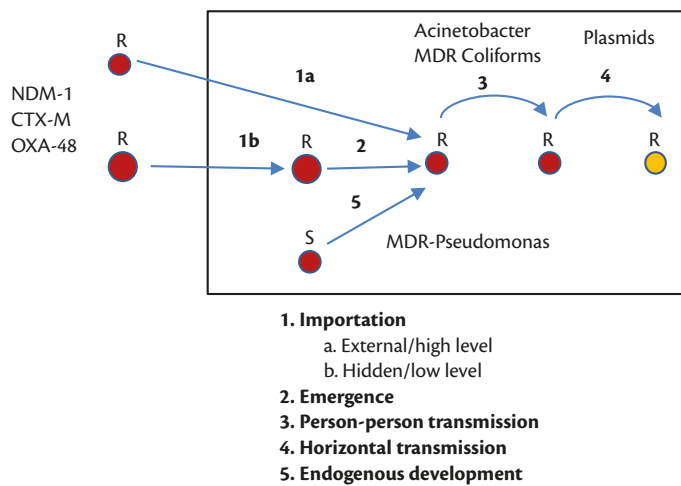 Acinetobacter
MDR Coliforms
Plasmids
R
1a
3
4
NDM-1
CTX-M
OXA-48
R
1b
R
2
R
R
R
5
S
MDR-Pseudomonas
1. Importation
a. External/high level
b. Hidden/low level
2. Emergence
3. Person-person transmission
4. Horizontal transmission
5. Endogenous development